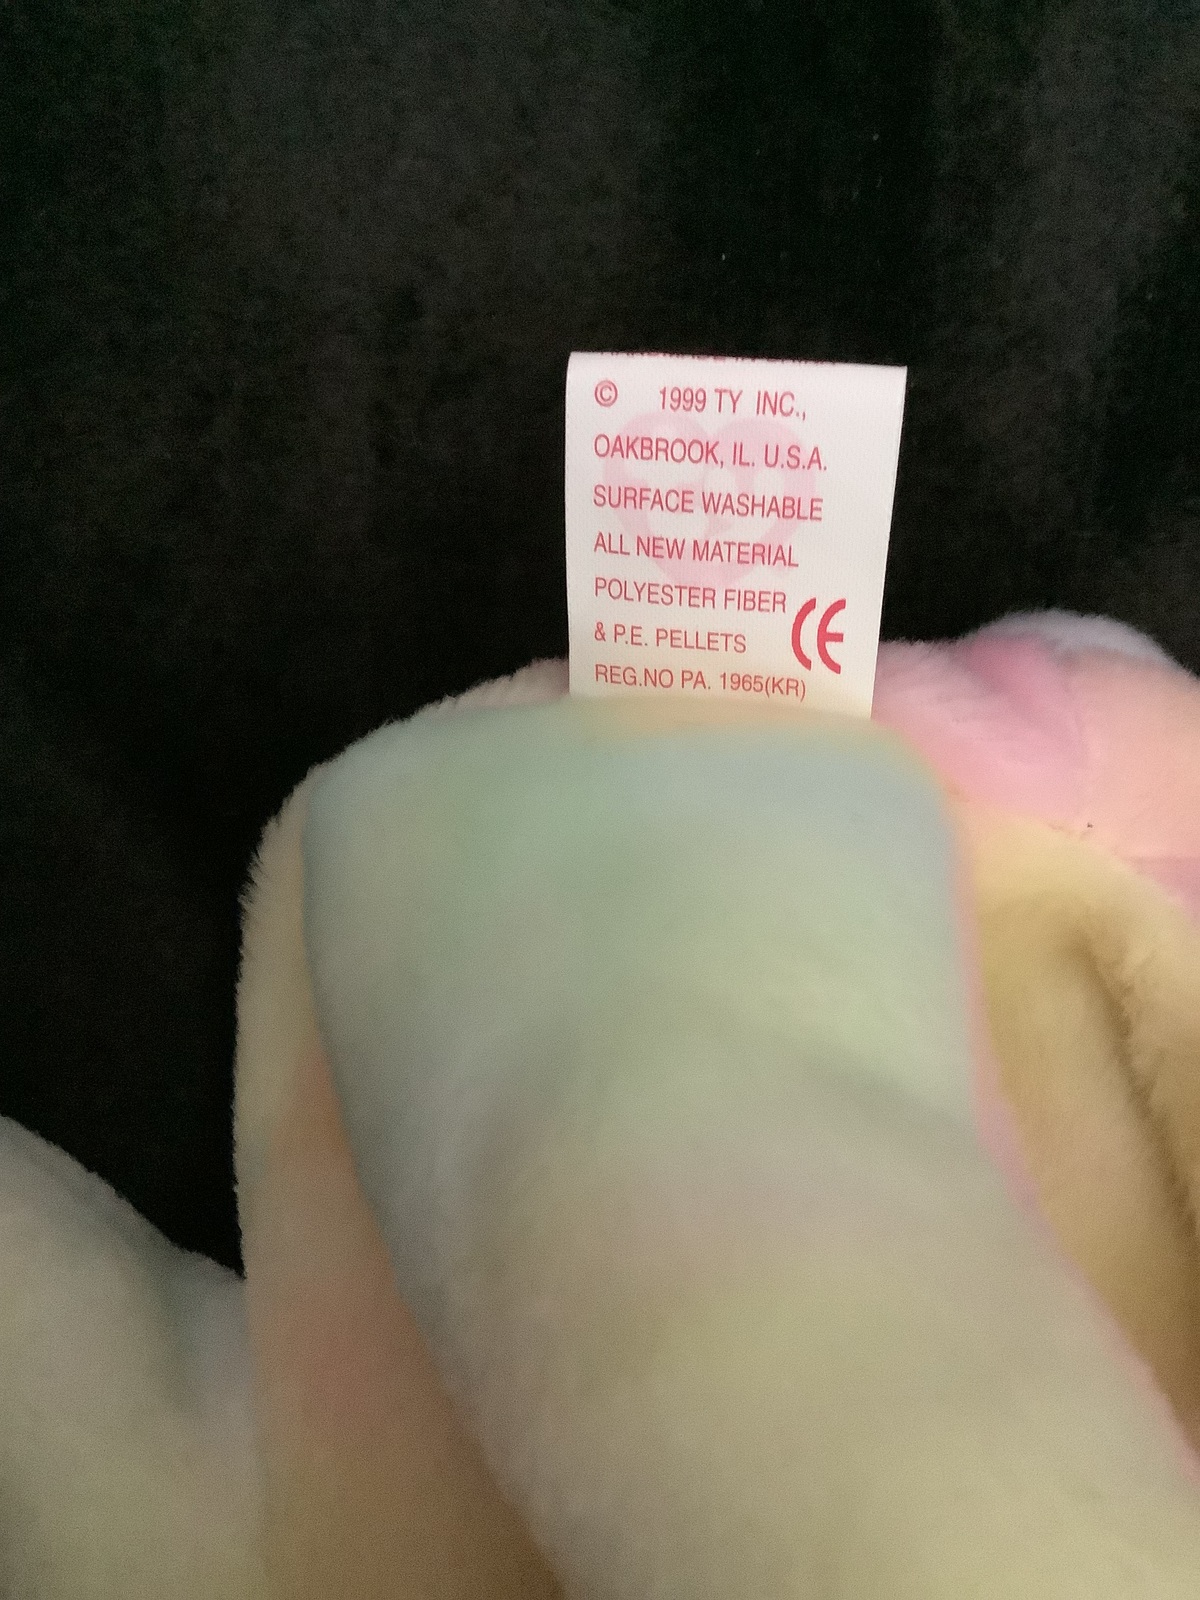 © 1999 TY INC.,
OAKBROOK, IL. U.S.A.
SURFACE WASHABLE
ALL NEW MATERIAL
POLYESTER FIBER
& P.E. PELLETS
CE
REG.NO PA. 1965(KR)